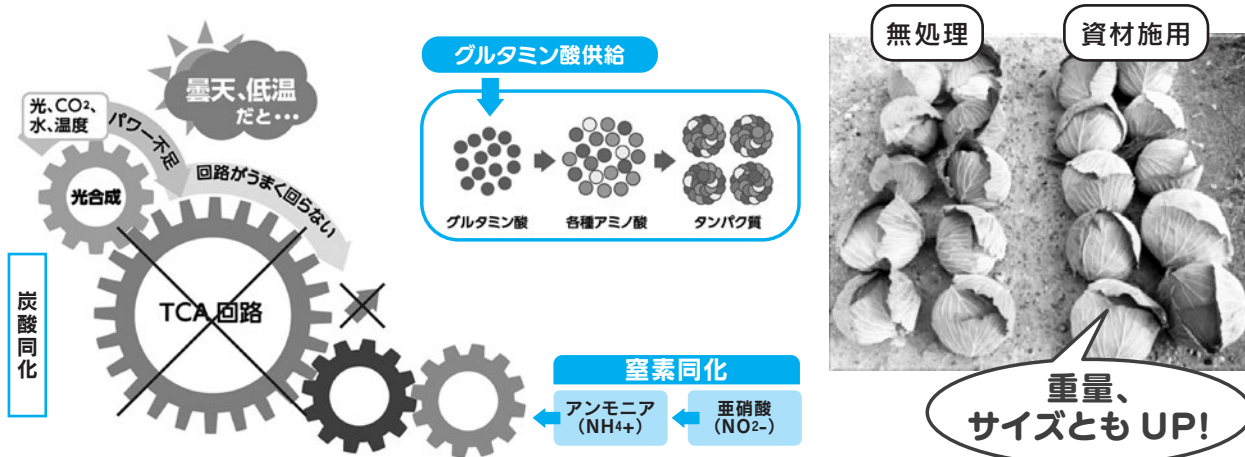 光、CO²、
水、温度
曇天、低温
だと…
パワー不足
回路がうまく回らない
光合成
TCA 回路
炭酸同化
グルタミン酸供給
グルタミン酸
各種アミノ酸
タンパク質
窒素同化
アンモニア
(NH⁴+)
亜硝酸
(NO²-)
無処理
資材施用
重量、
サイズとも UP!